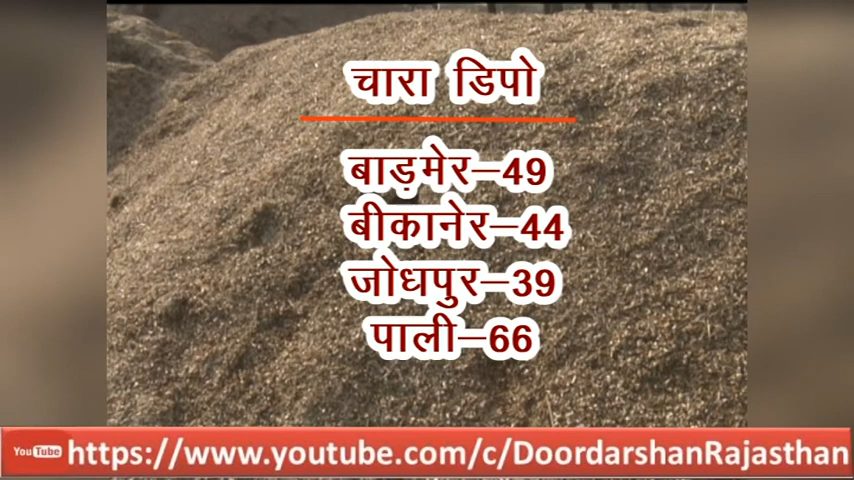 चारा डिपो
बाड़मेर–49
बीकानेर–44
जोधपुर–39
पाली–66
YouTube https://www.youtube.com/c/DoordarshanRajasthan